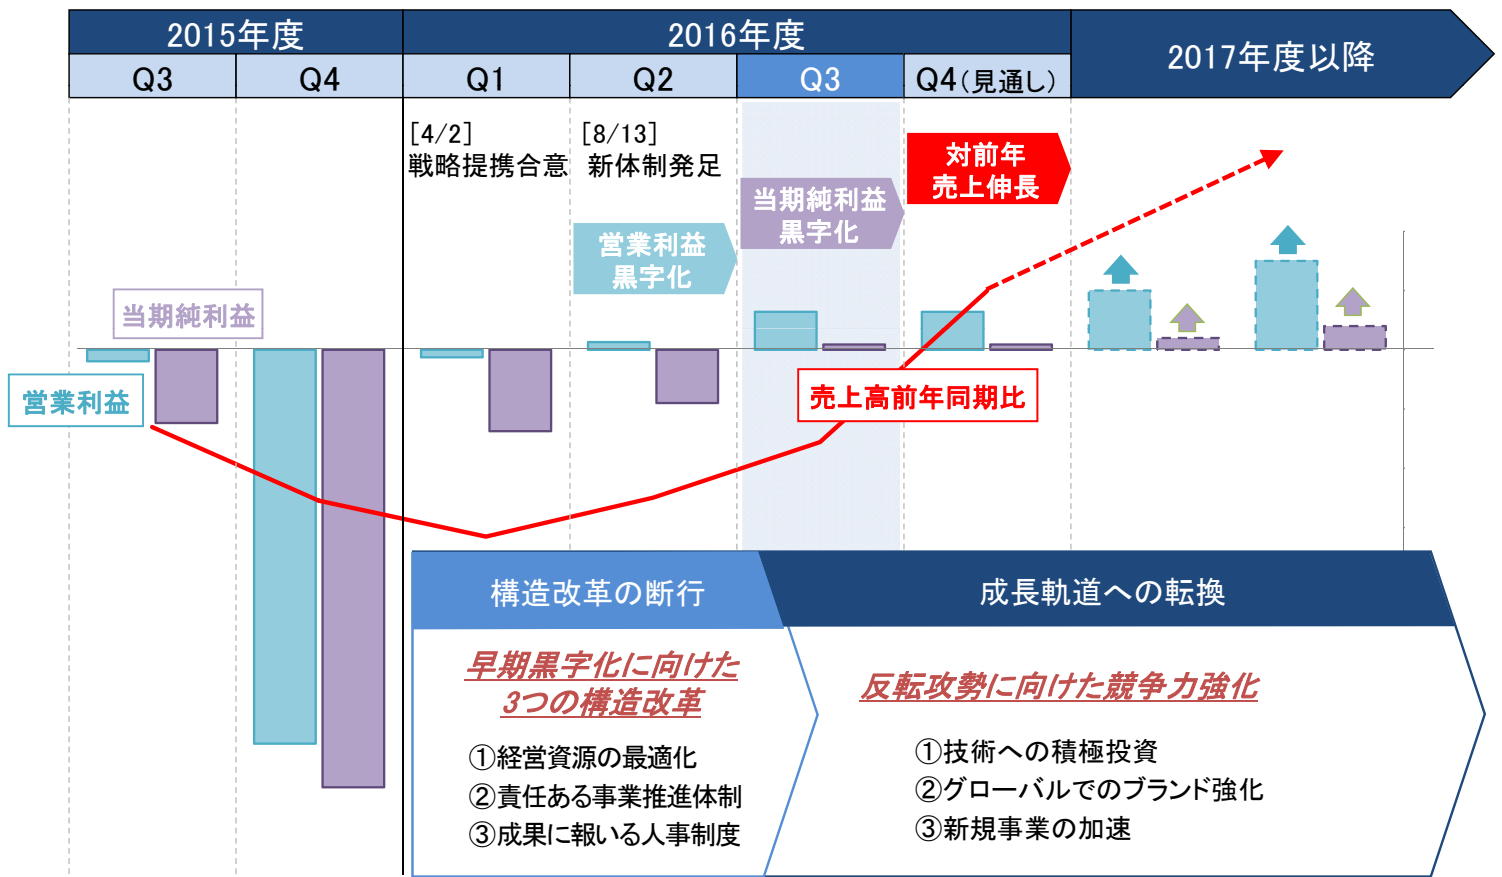 2015年度
2016年度
2017年度以降
Q3
Q4
Q1
Q2
Q3
Q4(見通し)
[4/2]
戦略提携合意
[8/13]
新体制発足
対前年
売上伸長
当期純利益
黒字化
営業利益
黒字化
当期純利益
営業利益
売上高前年同期比
構造改革の断行
成長軌道への転換
早期黒字化に向けた
3つの構造改革
①経営資源の最適化
②責任ある事業推進体制
③成果に報いる人事制度
反転攻勢に向けた競争力強化
①技術への積極投資
②グローバルでのブランド強化
③新規事業の加速